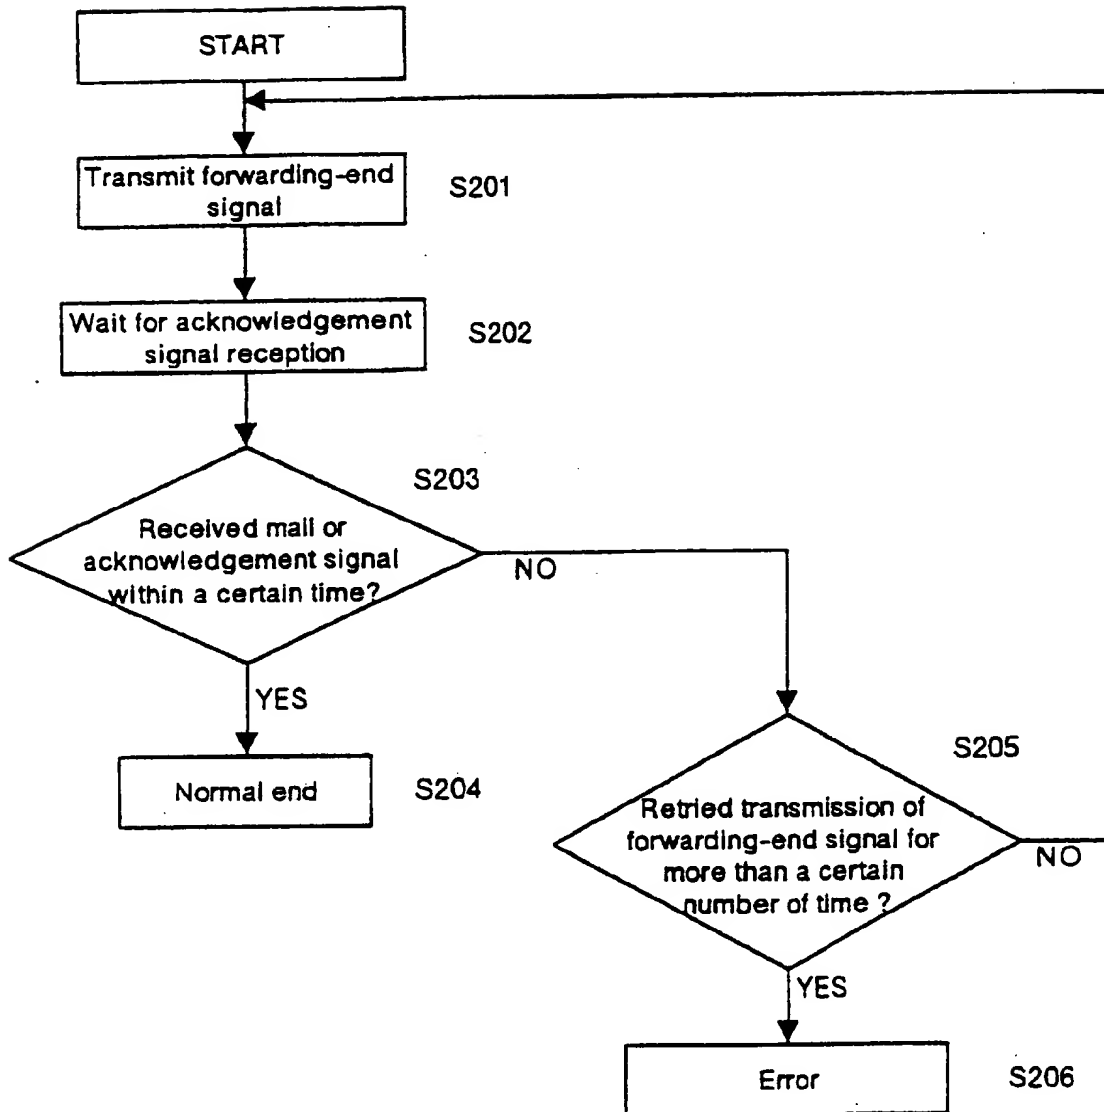 START
Transmit forwarding-end
signal
S201
Wait for acknowledgement
signal reception
S202
S203
Received mail or
acknowledgement signal
within a certain time?
NO
YES
Normal end
S204
S205
Retried transmission of
forwarding-end signal for
more than a certain
number of time ?
NO
YES
Error
S206